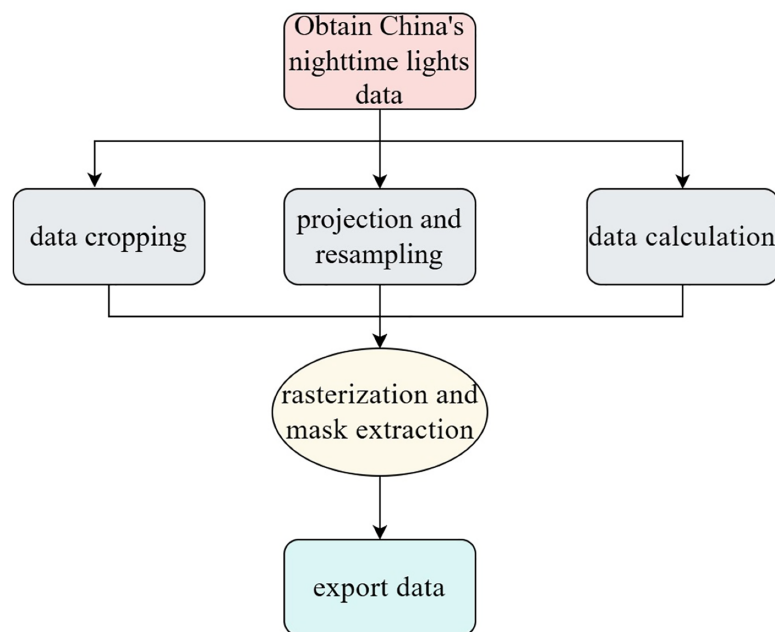 Obtain China's
nighttime lights
data
data cropping
projection and
resampling
data calculation
rasterization and
mask extraction
export data